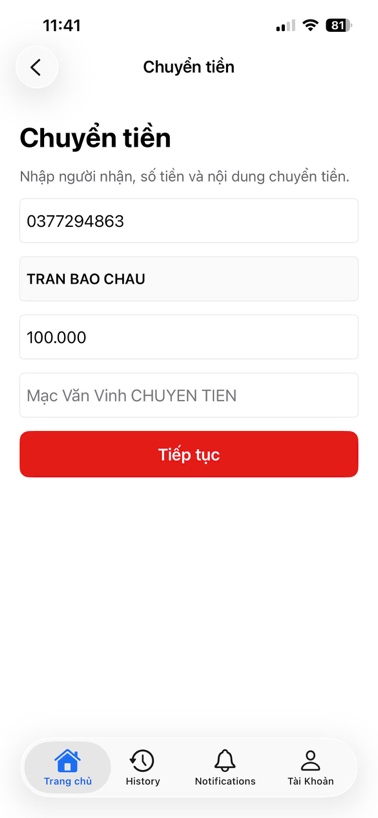 11:41
81
Chuyển tiền
Chuyển tiền
Nhập người nhận, số tiền và nội dung chuyển tiền.
0377294863
TRAN BAO CHAU
100.000
Mạc Văn Vinh CHUYEN TIEN
Tiếp tục
Trang chủ History Notifications Tài Khoản